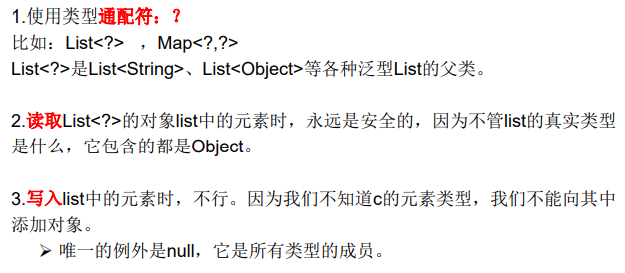 1.使用类型通配符：？
比如：List<?> ，Map<?,?>
List<?>是List<String>、List<Object>等各种泛型List的父类。
2.读取List<?>的对象list中的元素时，永远是安全的，因为不管list的真实类型
是什么，它包含的都是Object。
3.写入list中的元素时，不行。因为我们不知道c的元素类型，我们不能向其中
添加对象。
➢ 唯一的例外是null，它是所有类型的成员。